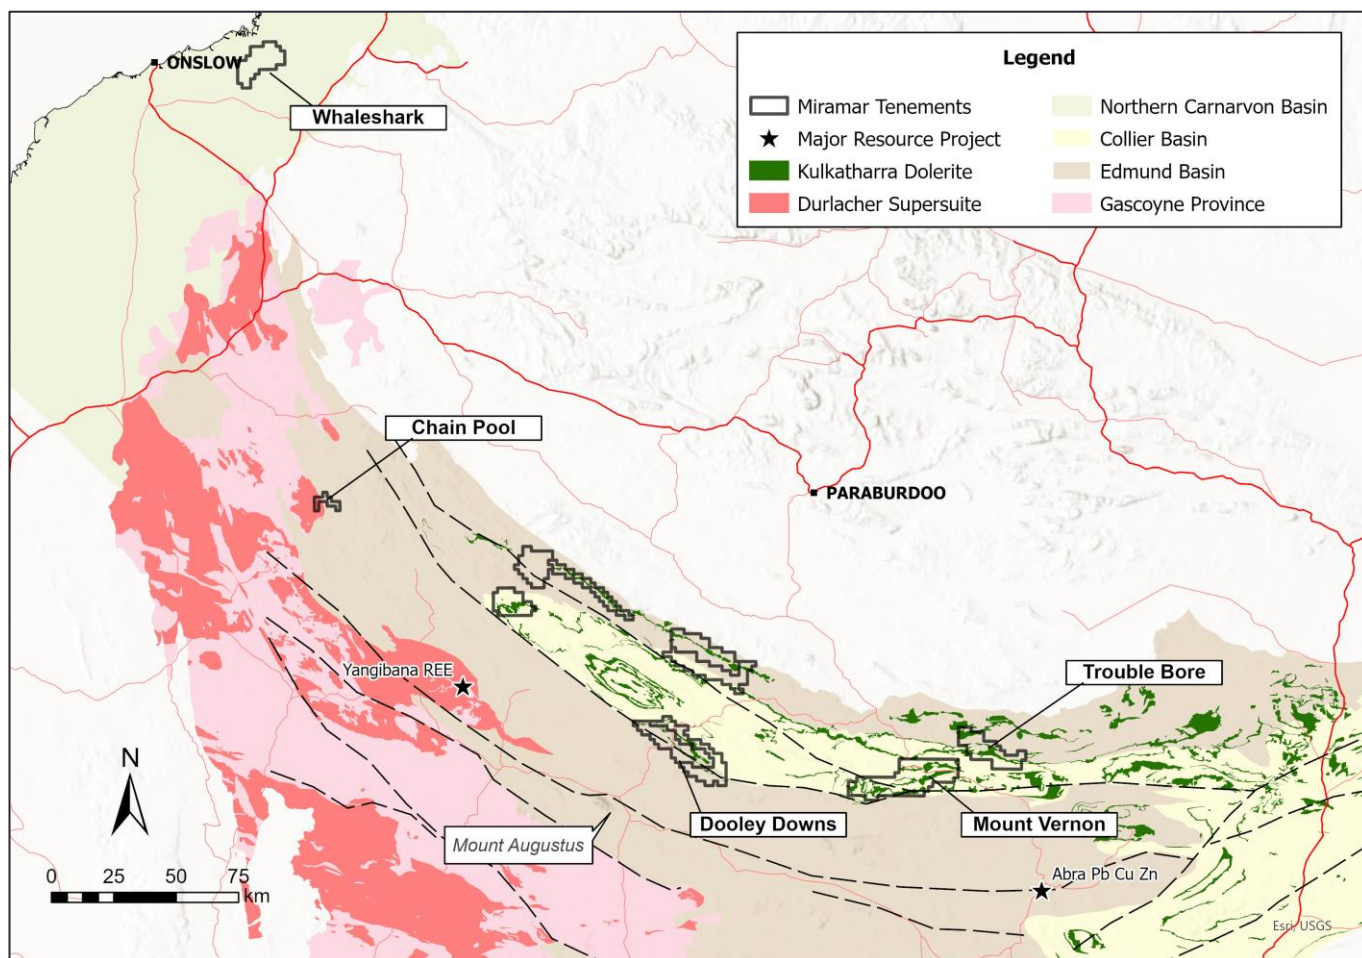 ONSLOW
Whaleshark
Legend
Miramar Tenements
Major Resource Project
Kulkatharra Dolerite
Durlacher Supersuite
Northern Carnarvon Basin
Collier Basin
Edmund Basin
Gascoyne Province
Chain Pool
PARABURDOO
Yangibana REE
Trouble Bore
N
Dooley Downs
Mount Vernon
Mount Augustus
0 25 50 75
km
Abra Pb Cu Zn
Esri, USGS